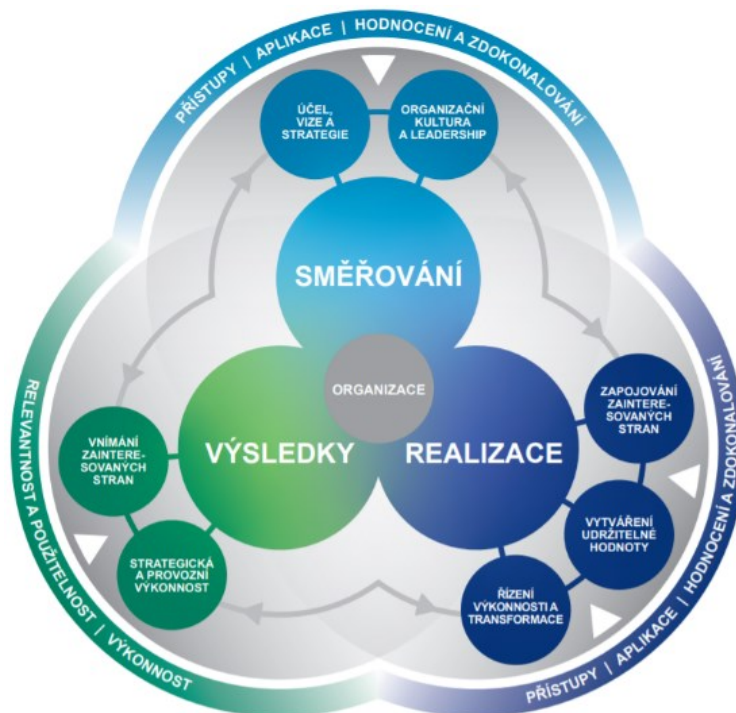 PŘÍSTUPY | APLIKACE | HODNOCENÍ A ZDOKONALOVÁNÍ
ÚČEL,
VIZE A
STRATEGIE
ORGANIZAČNÍ
KULTURA
A LEADERSHIP
SMĚŘOVÁNÍ
ORGANIZACE
VÝSLEDKY
REALIZACE
ZAPOJOVÁNÍ
ZAINTERE-
SOVANÝCH
STRAN
VYTVÁŘENÍ
UDRŽITELNÉ
HODNOTY
ŘÍZENÍ
VÝKONNOSTI A
TRANSFORMACE
VNÍMÁNÍ
ZAINTERE-
SOVANÝCH
STRAN
STRATEGICKÁ
A PROVOZNÍ
VÝKONNOST
RELEVANTNOST A POUŽITELNOST | VÝKONNOST
PŘÍSTUPY | APLIKACE | HODNOCENÍ A ZDOKONALOVÁNÍ